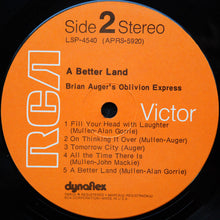 Side 2 Stereo
LSP-4540 (APRS-5920)
A Better Land
Brian Auger's Oblivion Express
RCA
Victor
1 Fill Your Head with Laughter
(Mullen-Alan Gorrie)
2 On Thinking It Over (Mullen-Auger)
3 Tomorrow City (Auger)
4 All the Time There Is
(Mullen-John Mackie)
5 A Better Land (Mullen-Alan Gorrie)
dynaflex